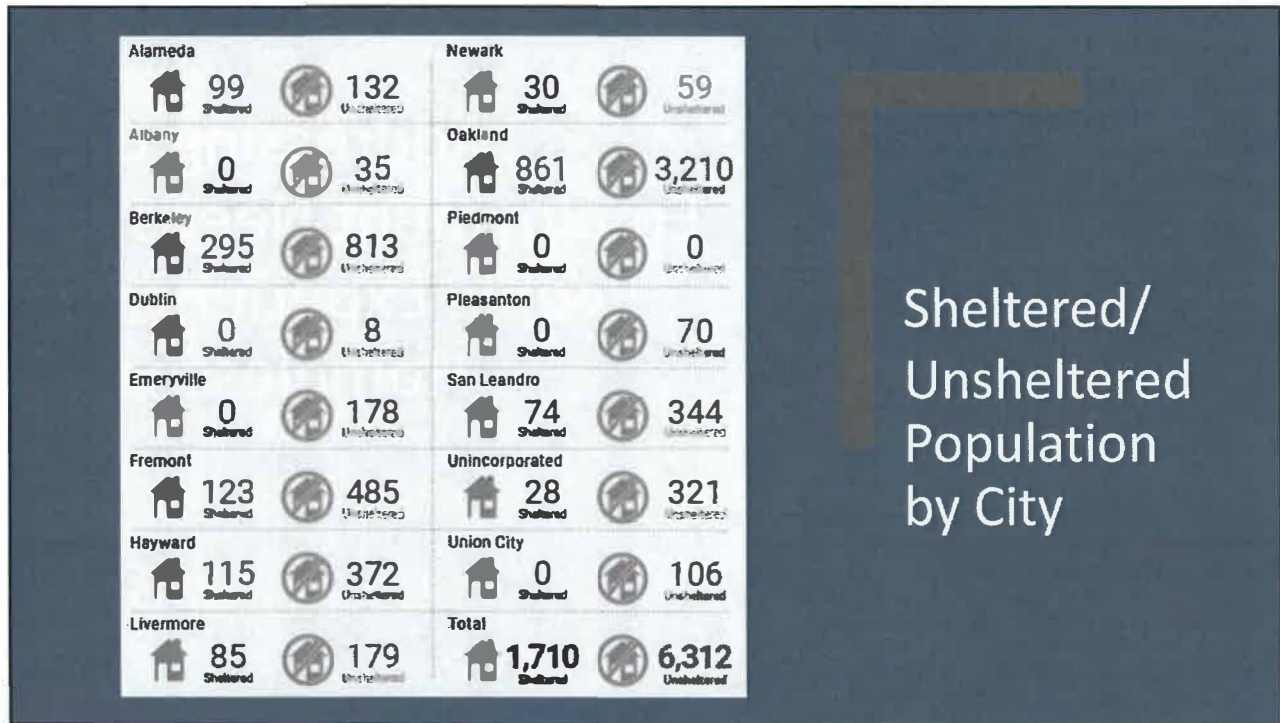 Alameda
99 132
Sheltered Unsheltered
Albany
0 35
Sheltered Unsheltered
Berkeley
295 813
Sheltered Unsheltered
Dublin
0 8
Sheltered Unsheltered
Emeryville
0 178
Sheltered Unsheltered
Fremont
123 485
Sheltered Unsheltered
Hayward
115 372
Sheltered Unsheltered
Livermore
85 179
Sheltered Unsheltered
Newark
30 59
Sheltered Unsheltered
Oakland
861 3,210
Sheltered Unsheltered
Piedmont
0 0
Sheltered Unsheltered
Pleasanton
0 70
Sheltered Unsheltered
San Leandro
74 344
Sheltered Unsheltered
Unincorporated
28 321
Sheltered Unsheltered
Union City
0 106
Sheltered Unsheltered
Total
1,710 6,312
Sheltered Unsheltered
Sheltered/
Unsheltered
Population
by City